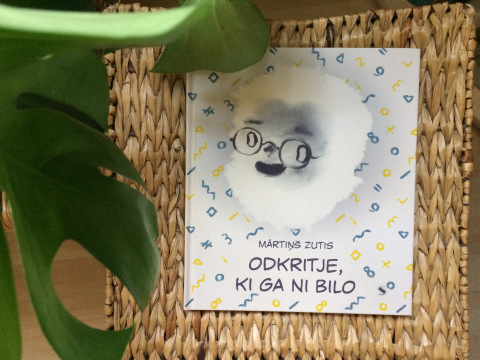 MĀRTIŅŠ ZUTIS
ODKRITJE,
KI GA NI BILO